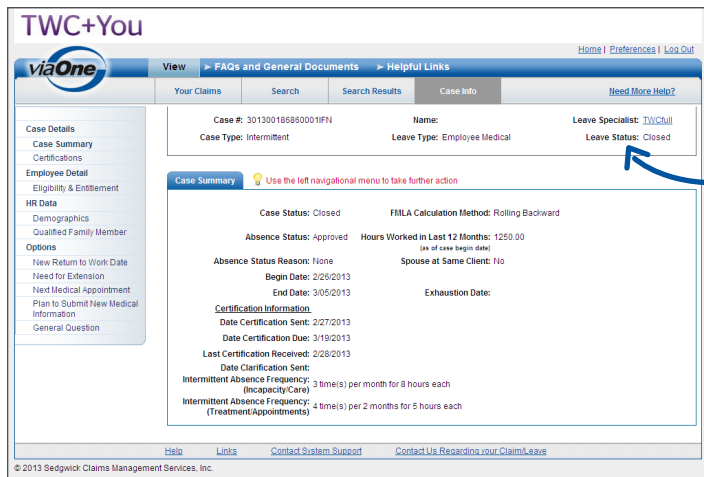 TWC+You
Home | Preferences | Log Out
viaOne
View ► FAQs and General Documents ► Helpful Links
Your Claims Search Search Results Case Info Need More Help?
Case #: 301300186860001IFN Name: Leave Specialist: TWCfull
Case Type: Intermittent Leave Type: Employee Medical Leave Status: Closed
Case Details
Case Summary
Certifications
Employee Detail
Eligibility & Entitlement
HR Data
Demographics
Qualified Family Member
Options
New Return to Work Date
Need for Extension
Next Medical Appointment
Plan to Submit New Medical
Information
General Question
Case Summary Use the left navigational menu to take further action
Case Status: Closed FMLA Calculation Method: Rolling Backward
Absence Status: Approved Hours Worked in Last 12 Months: 1250.00
(as of case begin date)
Absence Status Reason: None Spouse at Same Client: No
Begin Date: 2/26/2013
End Date: 3/05/2013 Exhaustion Date:
Certification Information
Date Certification Sent: 2/27/2013
Date Certification Due: 3/19/2013
Last Certification Received: 2/28/2013
Date Clarification Sent:
Intermittent Absence Frequency: 3 time(s) per month for 8 hours each
(Incapacity/Care)
Intermittent Absence Frequency: 4 time(s) per 2 months for 5 hours each
(Treatment/Appointments)
Help Links Contact System Support Contact Us Regarding your Claim/Leave
© 2013 Sedgwick Claims Management Services, Inc.